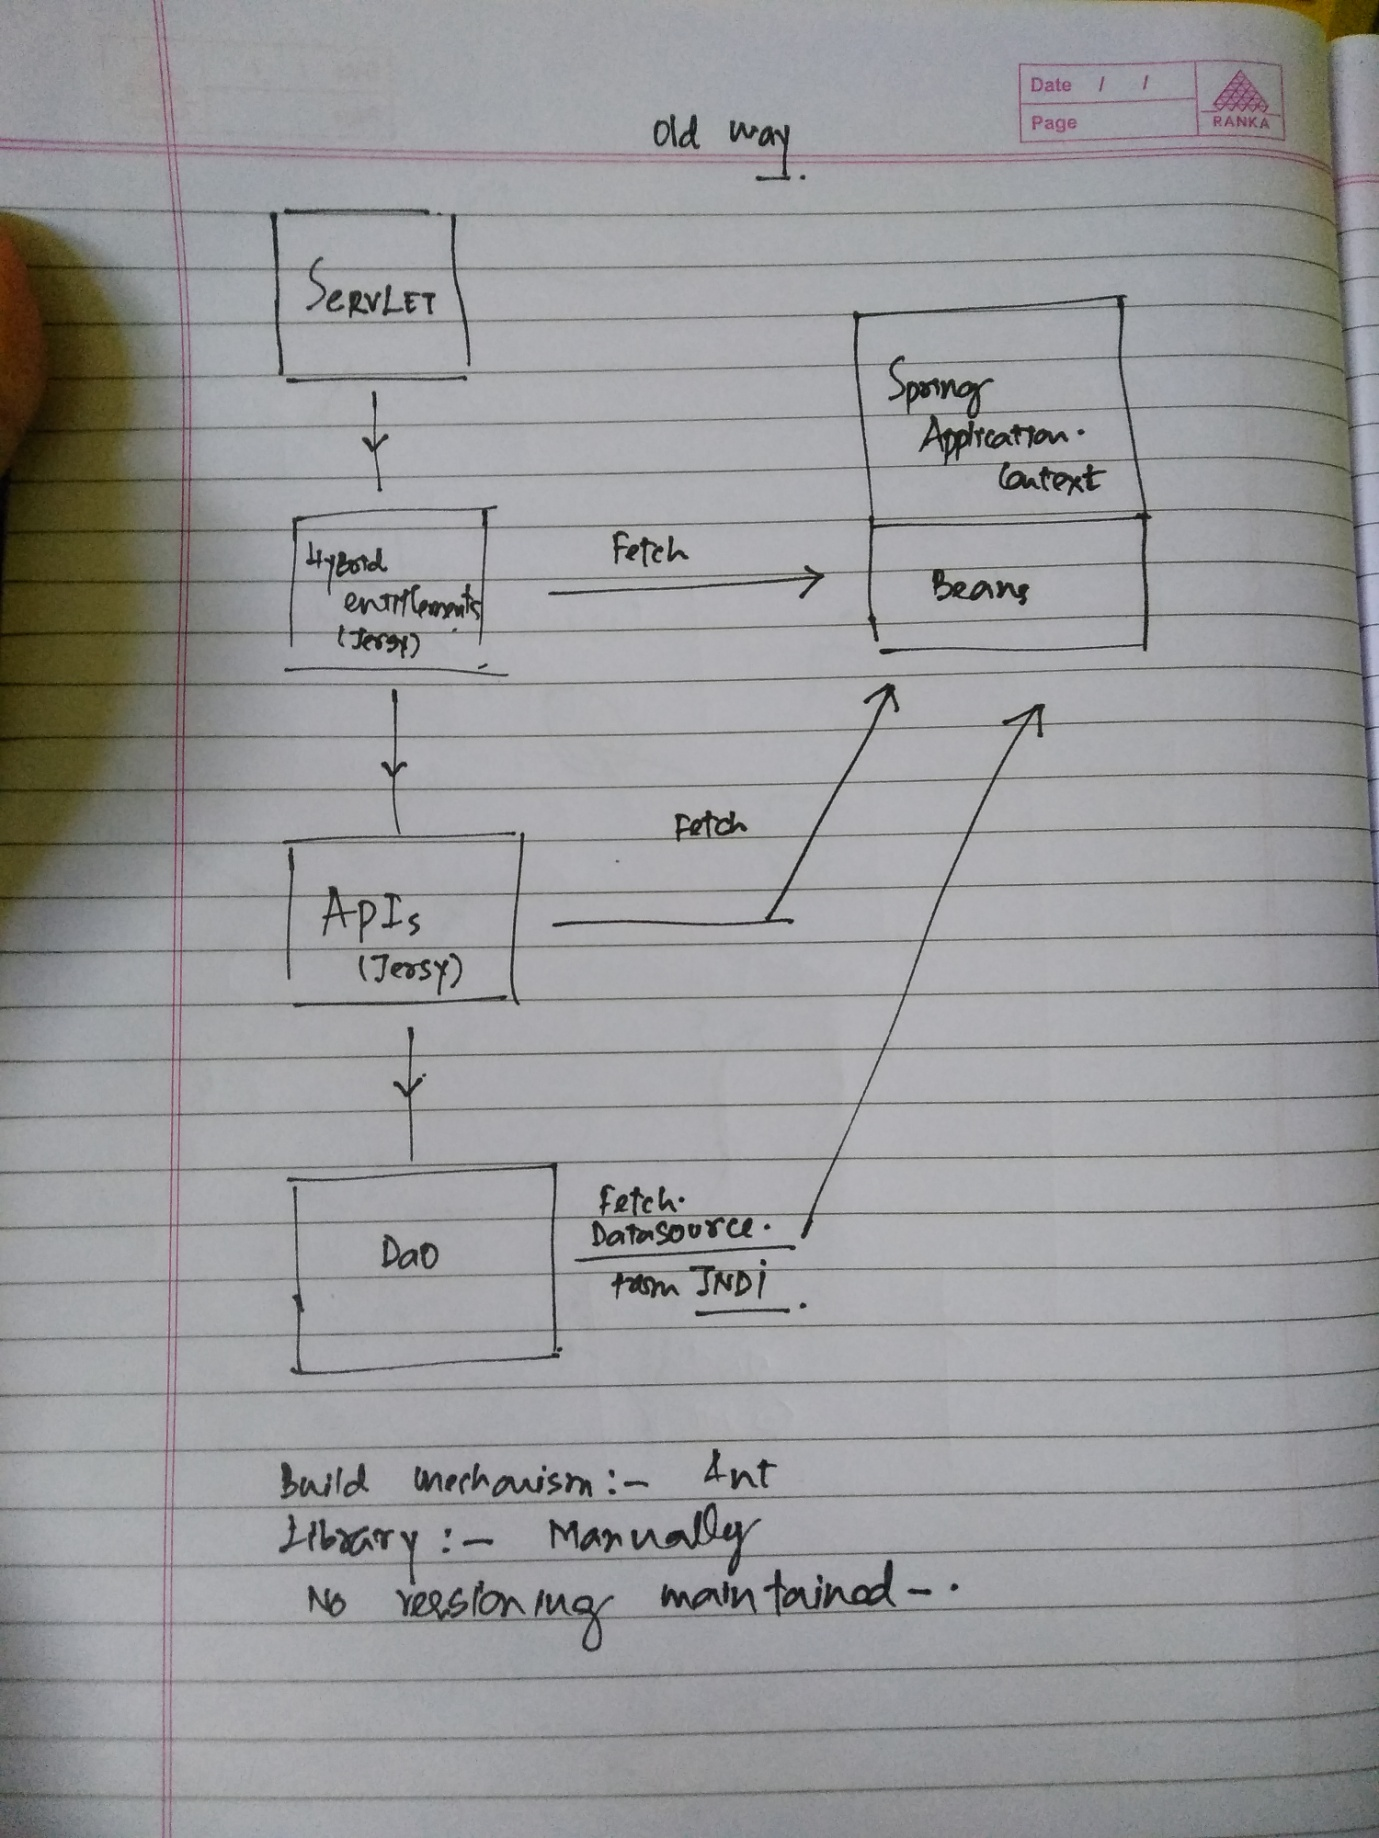 Date / /
Page
RANKA
Old way
SERVLET
Spring
Application.
Context
Beans
Hybrid
entitlements
(Jersy)
Fetch
Fetch
APIs
(Jersy)
Dao
Fetch.
Datasource.
from JNDi.
Build mechanism :- Ant
Library :- Manually
No versioning maintained -.